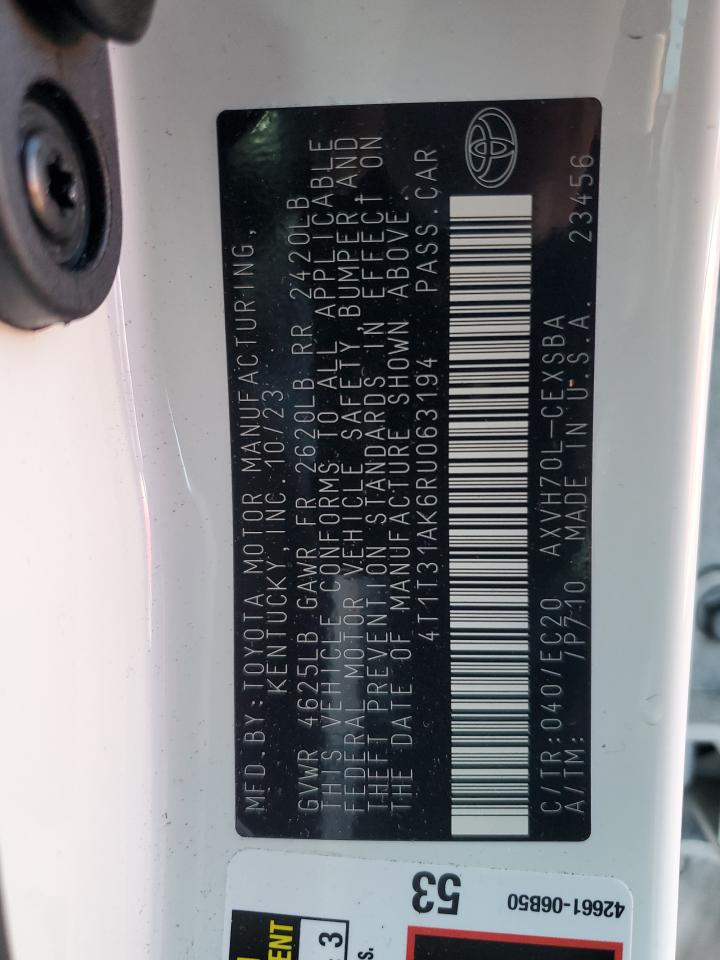 MFD.BY:TOYOTA MOTOR MANUFACTURING,
KENTUCKY,INC.10/23
GVWR 4625LB GAWR FR 2620LB RR 2420LB
THIS VEHICLE CONFORMS TO ALL APPLICABLE
FEDERAL MOTOR VEHICLE SAFETY,BUMPER,AND
THEFT PREVENTION STANDARDS IN EFFECT ON
THE DATE OF MANUFACTURE SHOWN ABOVE.
4T1T31AK6RU063194 PASS.CAR
C/TR:040/EC20 AXVH70L-CEXSBA
A/TM: 7P710 MADE IN U.S.A. 23456
53
42661-06B50
3